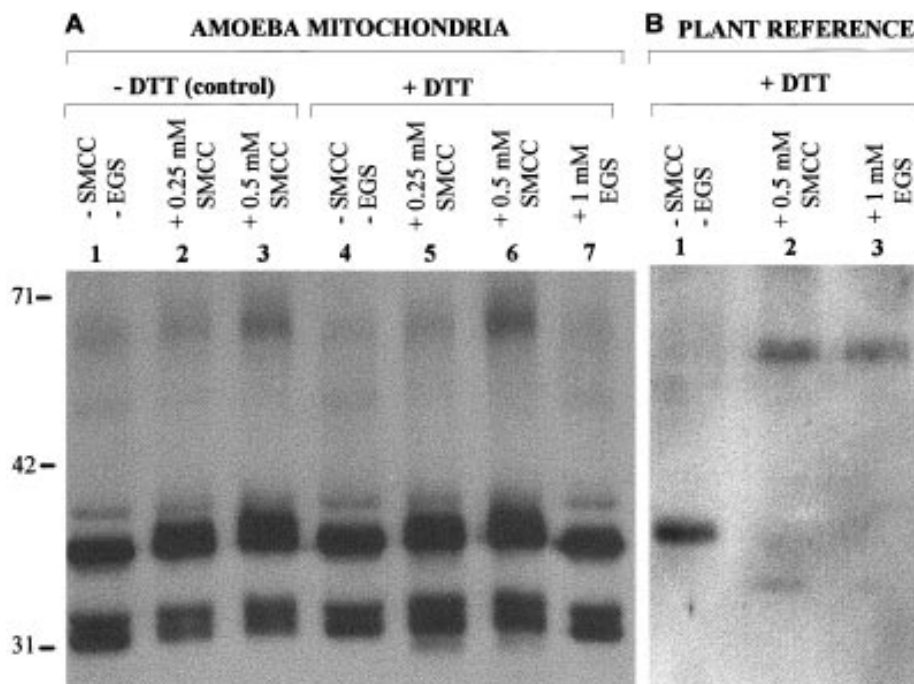 A AMOEBA MITOCHONDRIA
B PLANT REFERENCE
- DTT (control)
+ DTT
+ DTT
- SMCC
- EGS
+ 0.25 mM
SMCC
+ 0.5 mM
SMCC
- SMCC
- EGS
+ 0.25 mM
SMCC
+ 0.5 mM
SMCC
+ 1 mM
EGS
- SMCC
- EGS
+ 0.5 mM
SMCC
+ 1 mM
EGS
1 2 3 4 5 6 7
1 2 3
71
42
31